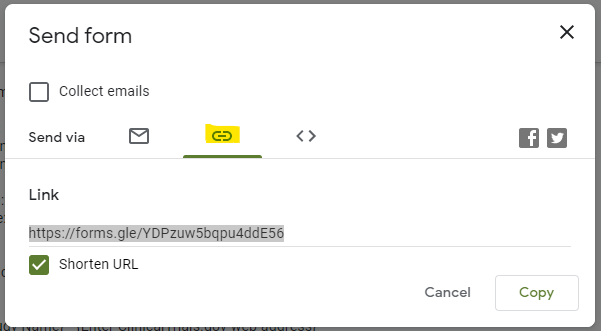 Send form
Collect emails
Send via
Link
https://forms.gle/YDPzuw5bqpu4ddE56
Shorten URL
Cancel
Copy